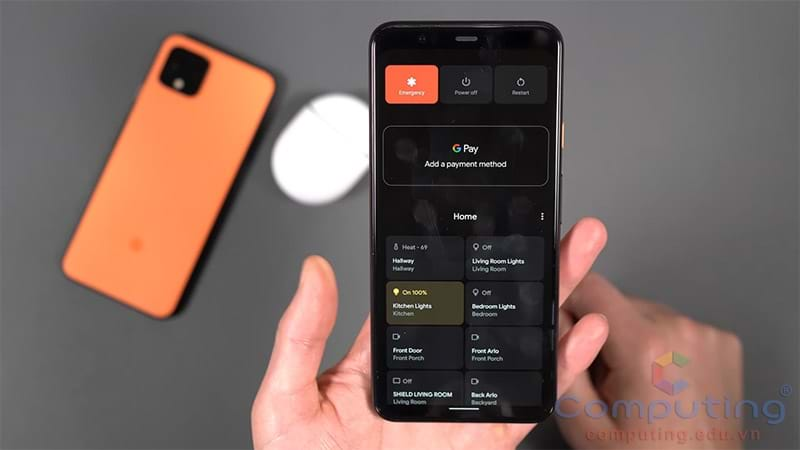 Emergency
Power off
Restart
G Pay
Add a payment method
Home
Heat · 69
Hallway
Hallway
Off
Living Room Lights
Living Room
On 100%
Kitchen Lights
Kitchen
Off
Bedroom Lights
Bedroom
Front Door
Front Porch
Front Arlo
Front Porch
Off
SHIELD LIVING ROOM
Living Room
Back Arlo
Backyard
Computing®
computing.edu.vn